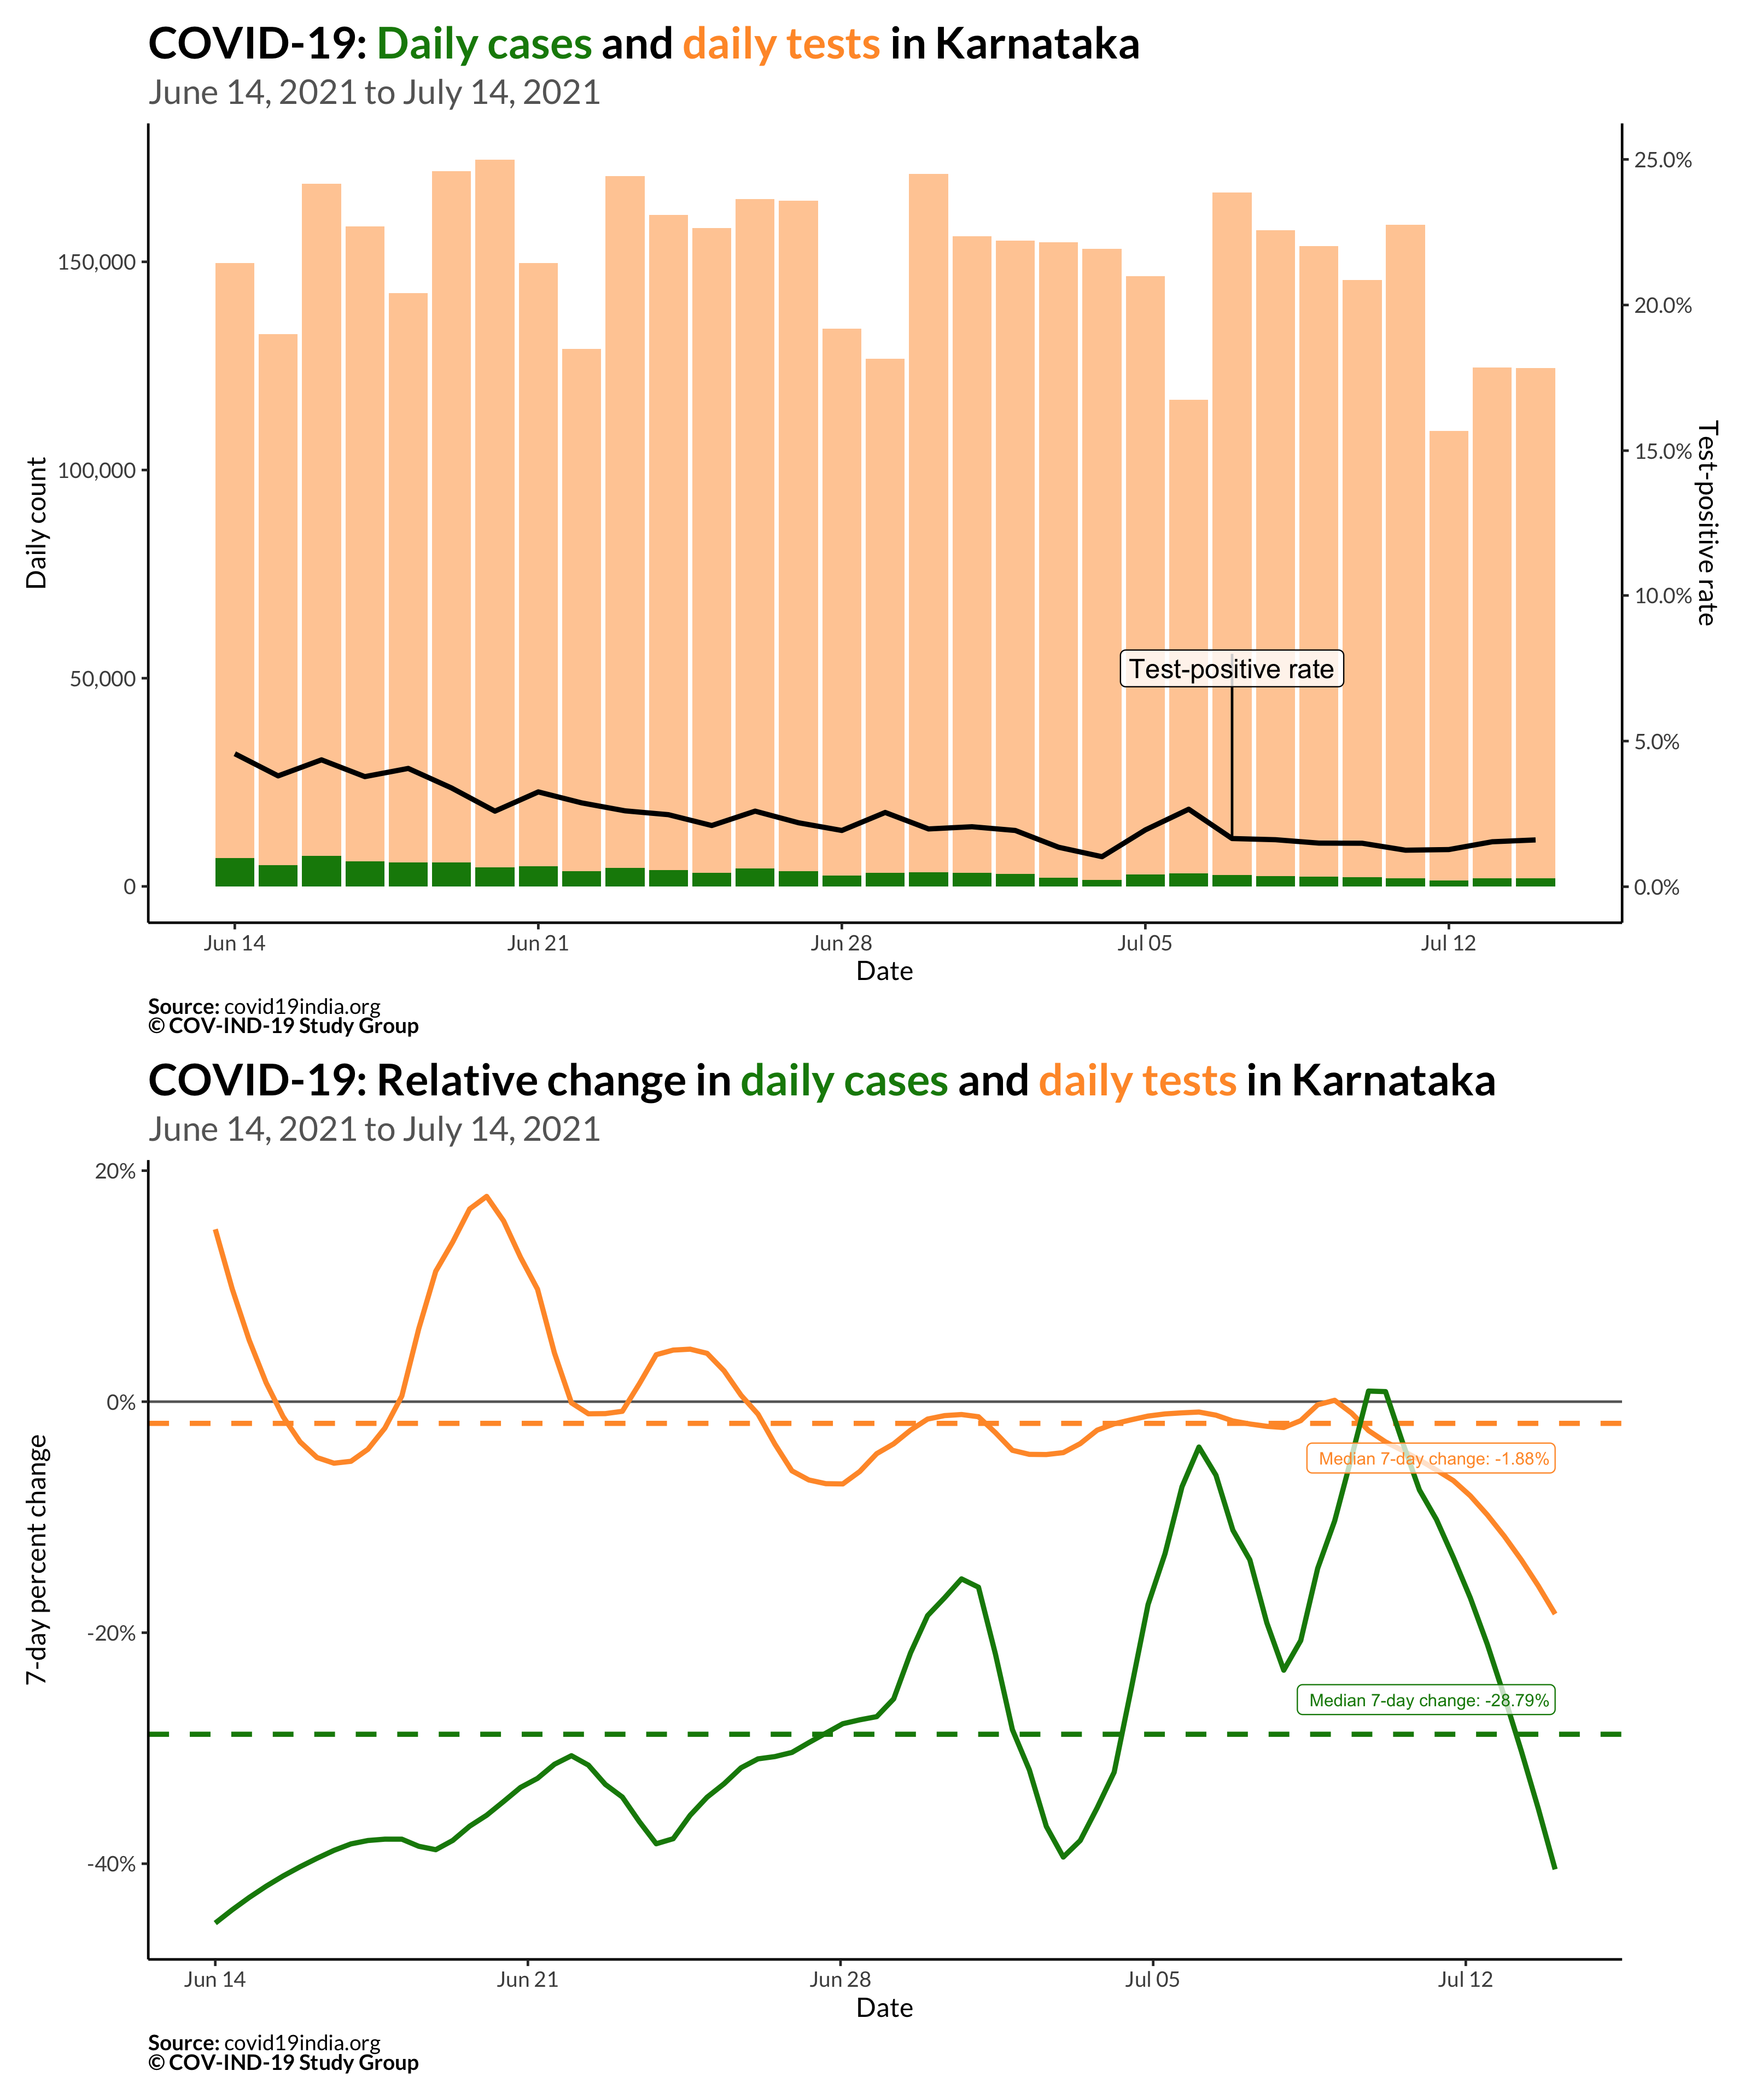 COVID-19: Daily cases and daily tests in Karnataka
June 14, 2021 to July 14, 2021
Daily count
150,000
100,000
50,000
0
25.0%
20.0%
15.0%
10.0%
5.0%
0.0%
Test-positive rate
Test-positive rate
Jun 14
Jun 21
Jun 28
Jul 05
Jul 12
Date
Source: covid19india.org
© COV-IND-19 Study Group
COVID-19: Relative change in daily cases and daily tests in Karnataka
June 14, 2021 to July 14, 2021
7-day percent change
20%
0%
-20%
-40%
Median 7-day change: -1.88%
Median 7-day change: -28.79%
Jun 14
Jun 21
Jun 28
Jul 05
Jul 12
Date
Source: covid19india.org
© COV-IND-19 Study Group